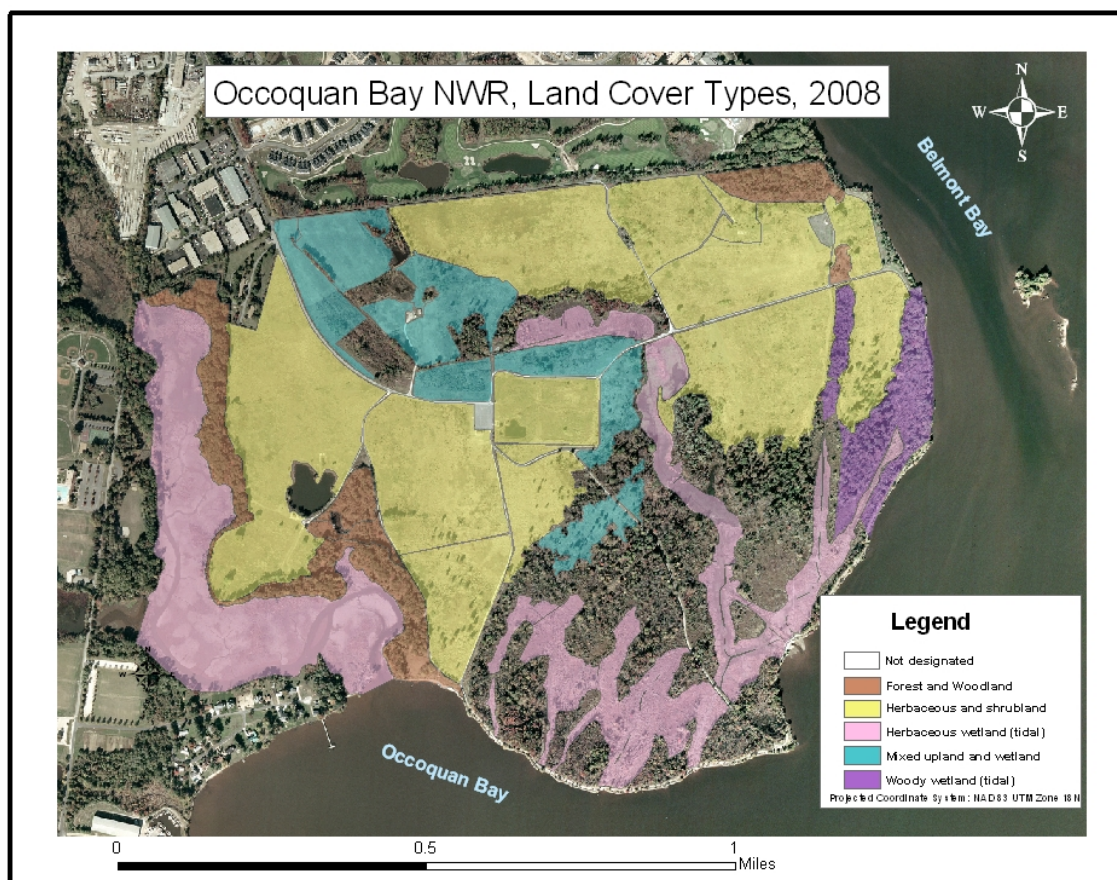 Occoquan Bay NWR, Land Cover Types, 2008
N
W E
S
Belmont Bay
Occoquan Bay
Legend
Not designated
Forest and Woodland
Herbaceous and shrubland
Herbaceous wetland (tidal)
Mixed upland and wetland
Woody wetland (tidal)
Projected Coordinate System: NAD83 UTM Zone 18N
0 0.5 1
Miles